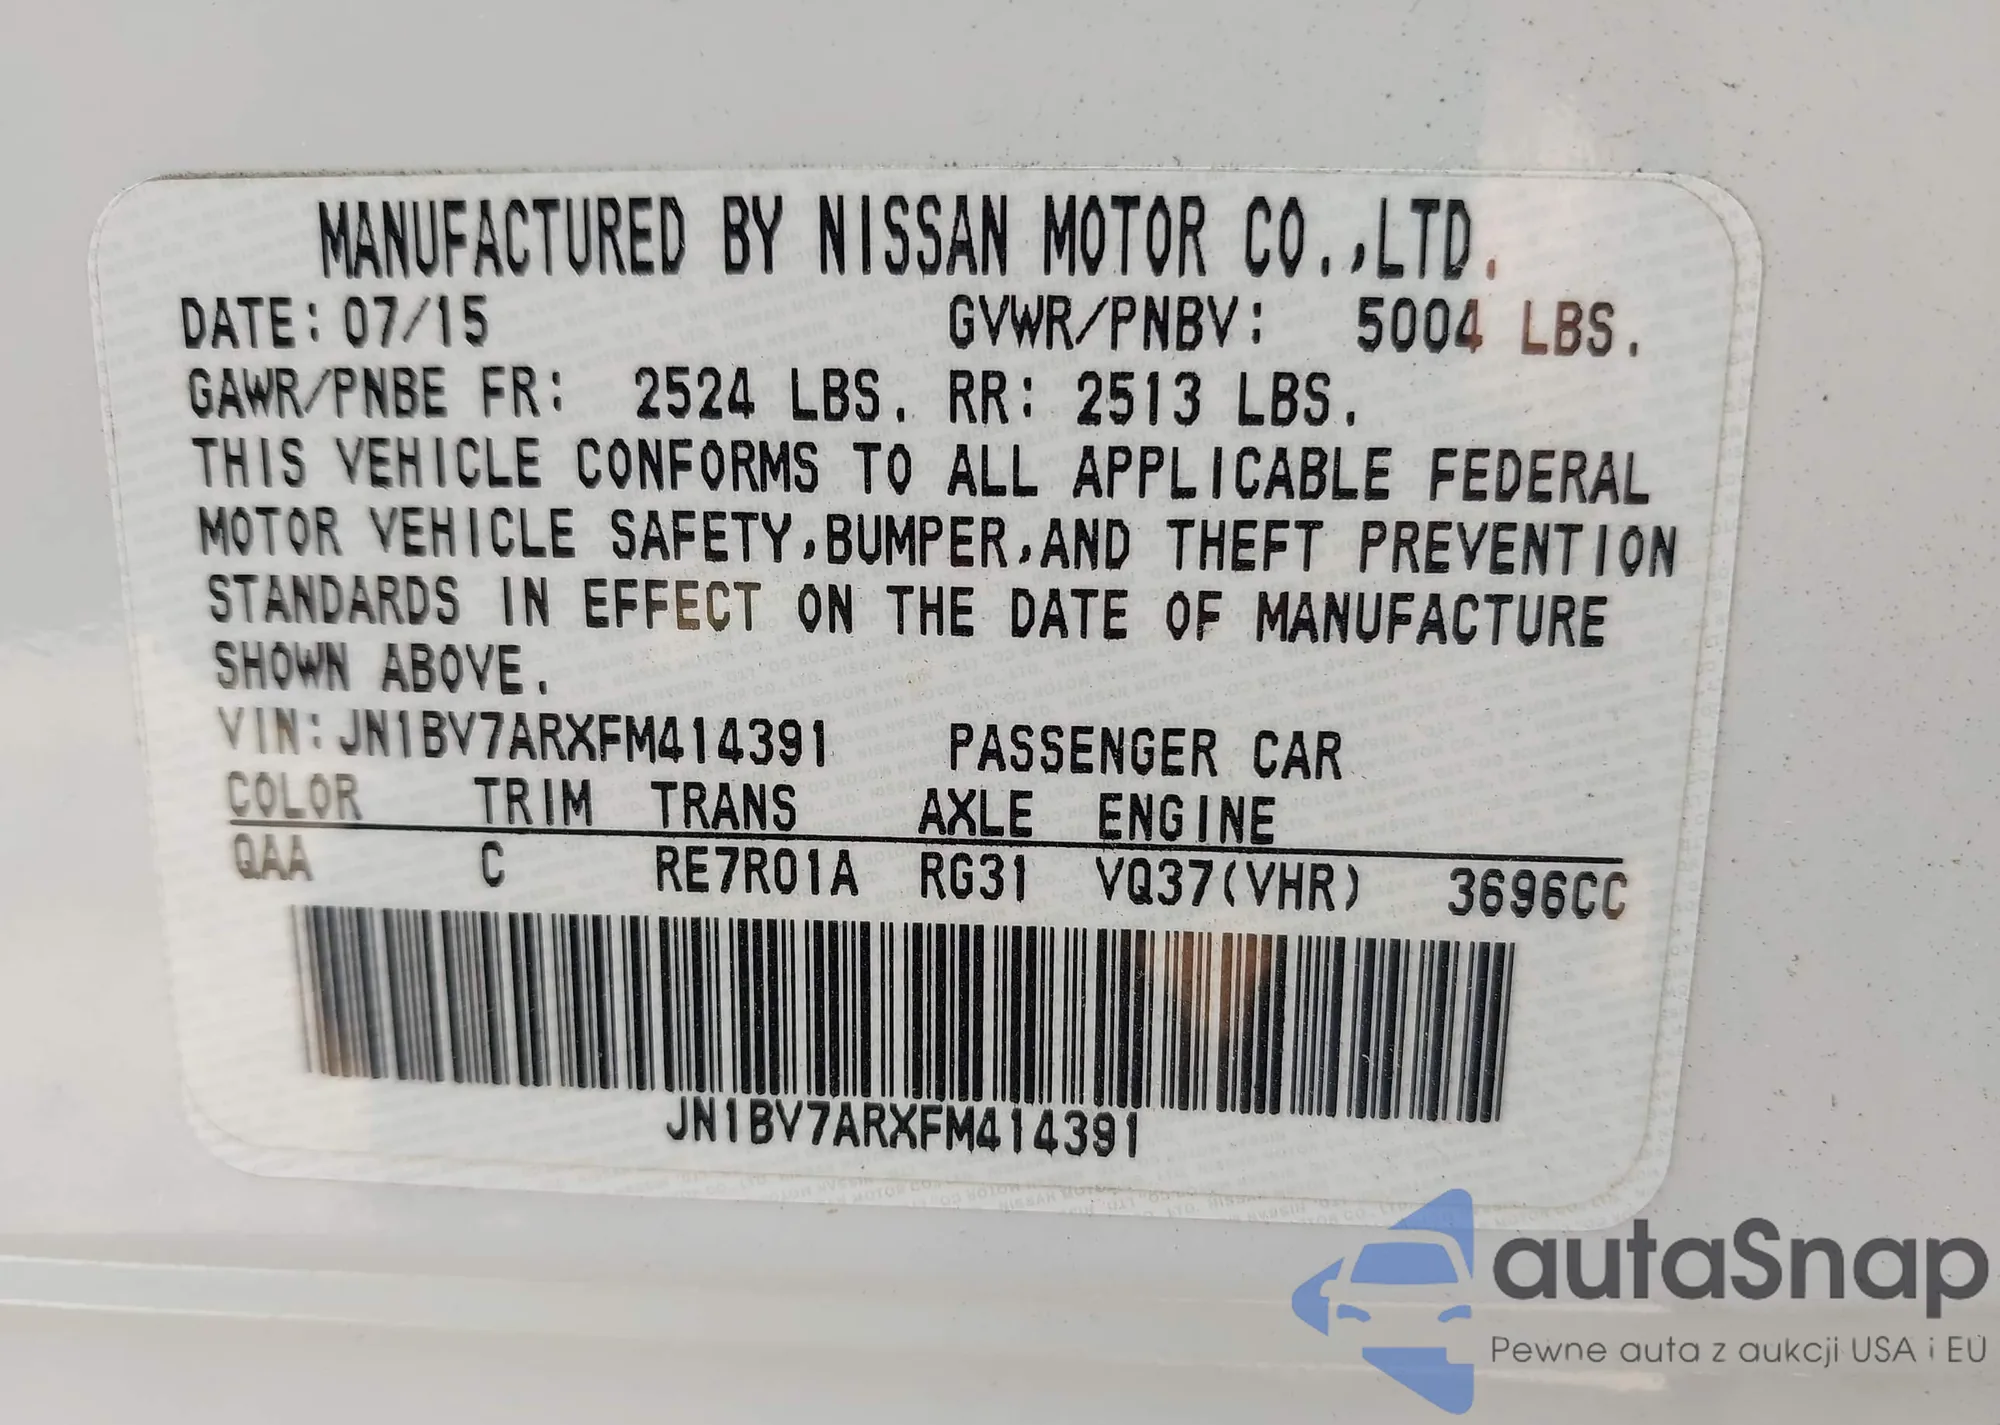 MANUFACTURED BY NISSAN MOTOR CO.,LTD.
DATE: 07/15 GVWR/PNBV: 5004 LBS.
GAWR/PNBE FR: 2524 LBS. RR: 2513 LBS.
THIS VEHICLE CONFORMS TO ALL APPLICABLE FEDERAL
MOTOR VEHICLE SAFETY,BUMPER,AND THEFT PREVENTION
STANDARDS IN EFFECT ON THE DATE OF MANUFACTURE
SHOWN ABOVE.
VIN:JN1BV7ARXFM414391 PASSENGER CAR
COLOR TRIM TRANS AXLE ENGINE
QAA C RE7R01A RG31 VQ37(VHR) 3696CC
JN1BV7ARXFM414391
autaSnap
Pewne auta z aukcji USA i EU